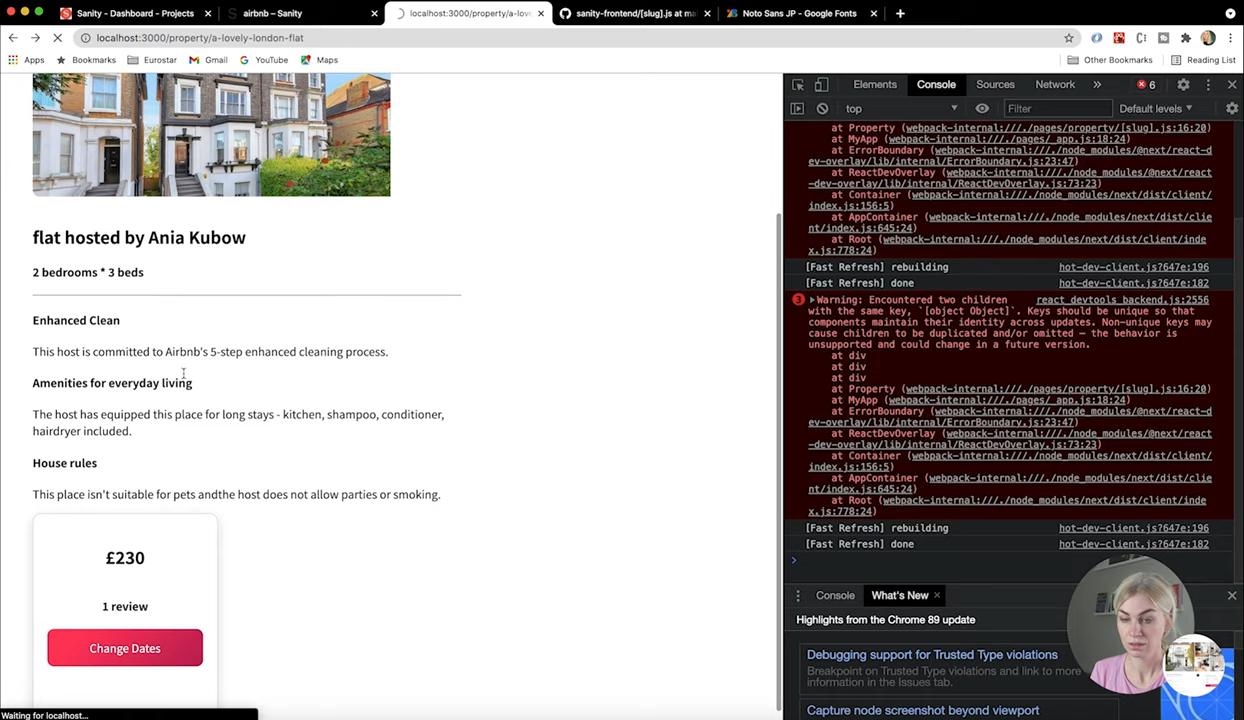 Sanity - Dashboard - Projects
airbnb – Sanity
localhost:3000/property/a-love
sanity-frontend/[slug].js at ma
Noto Sans JP - Google Fonts
localhost:3000/property/a-lovely-london-flat
Apps
Bookmarks
Eurostar
Gmail
YouTube
Maps
Other Bookmarks
Reading List
Elements
Console
Sources
Network
6
top
Filter
Default levels
at Property (webpack-internal:///./pages/property/[slug].js:16:20)
at MyApp (webpack-internal:///./pages/_app.js:18:24)
at ErrorBoundary (webpack-internal:///./node_modules/@next/react-d
ev-overlay/lib/internal/ErrorBoundary.js:23:47)
at ReactDevOverlay (webpack-internal:///./node_modules/@next/react
-dev-overlay/lib/internal/ReactDevOverlay.js:73:23)
at Container (webpack-internal:///./node_modules/next/dist/client/
index.js:156:5)
at AppContainer (webpack-internal:///./node_modules/next/dist/clie
nt/index.js:645:24)
at Root (webpack-internal:///./node_modules/next/dist/client/inde
x.js:778:24)
[Fast Refresh] rebuilding
hot-dev-client.js?647e:196
[Fast Refresh] done
hot-dev-client.js?647e:182
3
Warning: Encountered two children react_devtools_backend.js:2556
with the same key, `[object Object]`. Keys should be unique so that
components maintain their identity across updates. Non-unique keys may
cause children to be duplicated and/or omitted — the behavior is
unsupported and could change in a future version.
at div
at div
at div
at Property (webpack-internal:///./pages/property/[slug].js:16:20)
at MyApp (webpack-internal:///./pages/_app.js:18:24)
at ErrorBoundary (webpack-internal:///./node_modules/@next/react-d
ev-overlay/lib/internal/ErrorBoundary.js:23:47)
at ReactDevOverlay (webpack-internal:///./node_modules/@next/react
-dev-overlay/lib/internal/ReactDevOverlay.js:73:23)
at Container (webpack-internal:///./node_modules/next/dist/client/
index.js:156:5)
at AppContainer (webpack-internal:///./node_modules/next/dist/clie
nt/index.js:645:24)
at Root (webpack-internal:///./node_modules/next/dist/client/inde
x.js:778:24)
[Fast Refresh] rebuilding
hot-dev-client.js?647e:196
[Fast Refresh] done
hot-dev-client.js?647e:182
Console
What's New
Highlights from the Chrome 89 update
Debugging support for Trusted Type violations
Breakpoint on Trusted Type violations and link to more
information in the Issues tab.
Capture node screenshot beyond viewport
flat hosted by Ania Kubow
2 bedrooms * 3 beds
Enhanced Clean
This host is committed to Airbnb's 5-step enhanced cleaning process.
Amenities for everyday living
The host has equipped this place for long stays - kitchen, shampoo, conditioner,
hairdryer included.
House rules
This place isn't suitable for pets andthe host does not allow parties or smoking.
£230
1 review
Change Dates
Waiting for localhost...